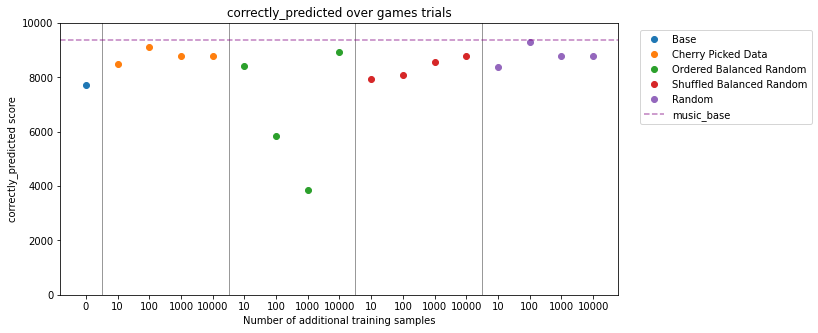 correctly_predicted over games trials
10000
8000
6000
4000
2000
0
correctly_predicted score
0 10 100 1000 10000 10 100 1000 10000 10 100 1000 10000 10 100 1000 10000
Number of additional training samples
Base
Cherry Picked Data
Ordered Balanced Random
Shuffled Balanced Random
Random
music_base